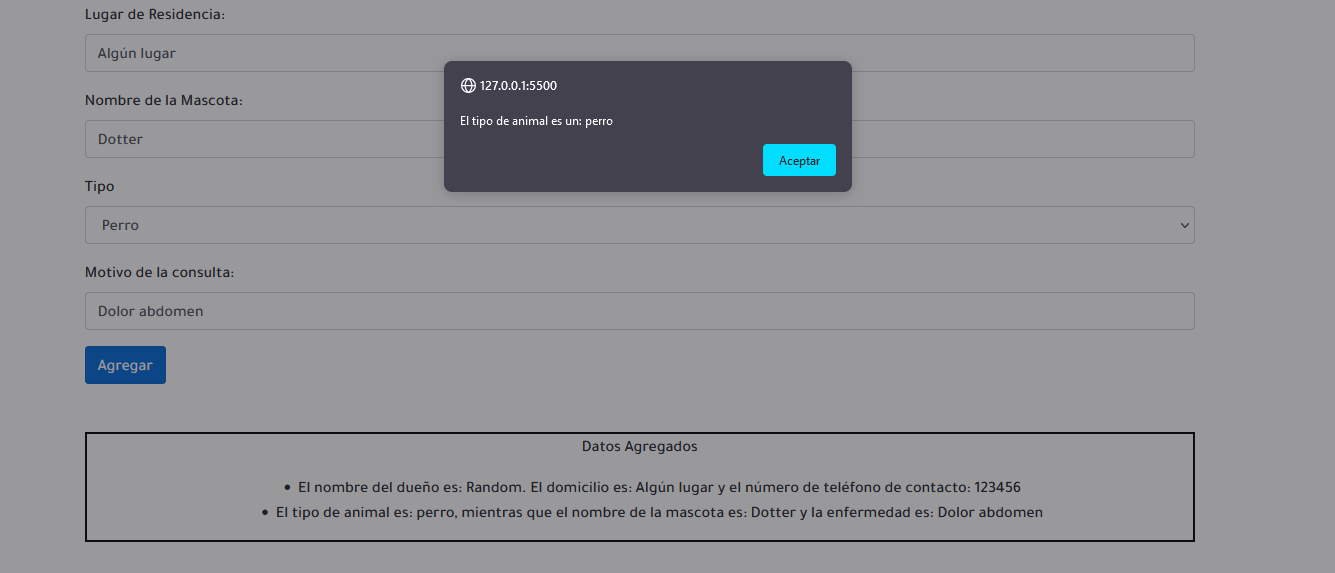 Lugar de Residencia:
Algún lugar
127.0.0.1:5500
El tipo de animal es un: perro
Aceptar
Nombre de la Mascota:
Dotter
Tipo
Perro
Motivo de la consulta:
Dolor abdomen
Agregar
Datos Agregados
El nombre del dueño es: Random. El domicilio es: Algún lugar y el número de teléfono de contacto: 123456
El tipo de animal es: perro, mientras que el nombre de la mascota es: Dotter y la enfermedad es: Dolor abdomen